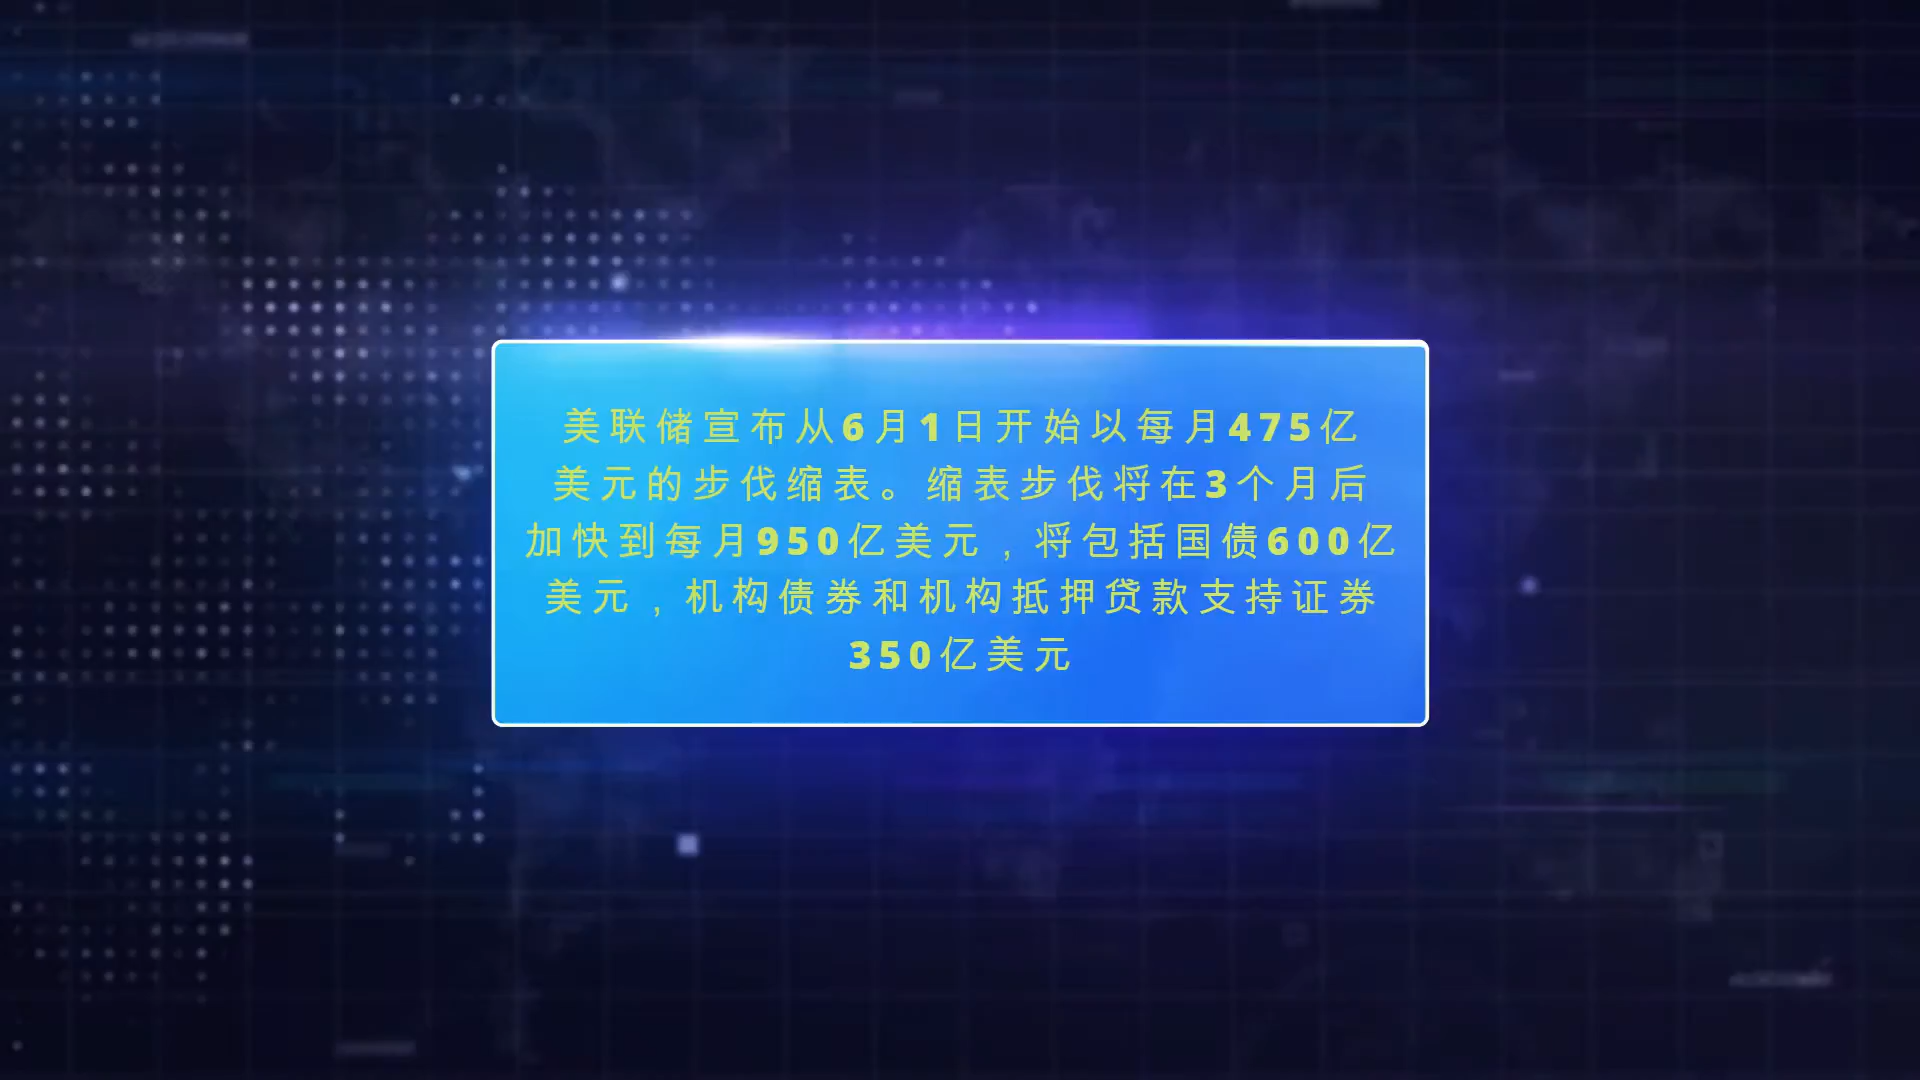 美联储宣布从6月1日开始以每月475亿
美元的步伐缩表。缩表步伐将在3个月后
加快到每月950亿美元，将包括国债600亿
美元，机构债券和机构抵押贷款支持证券
350亿美元